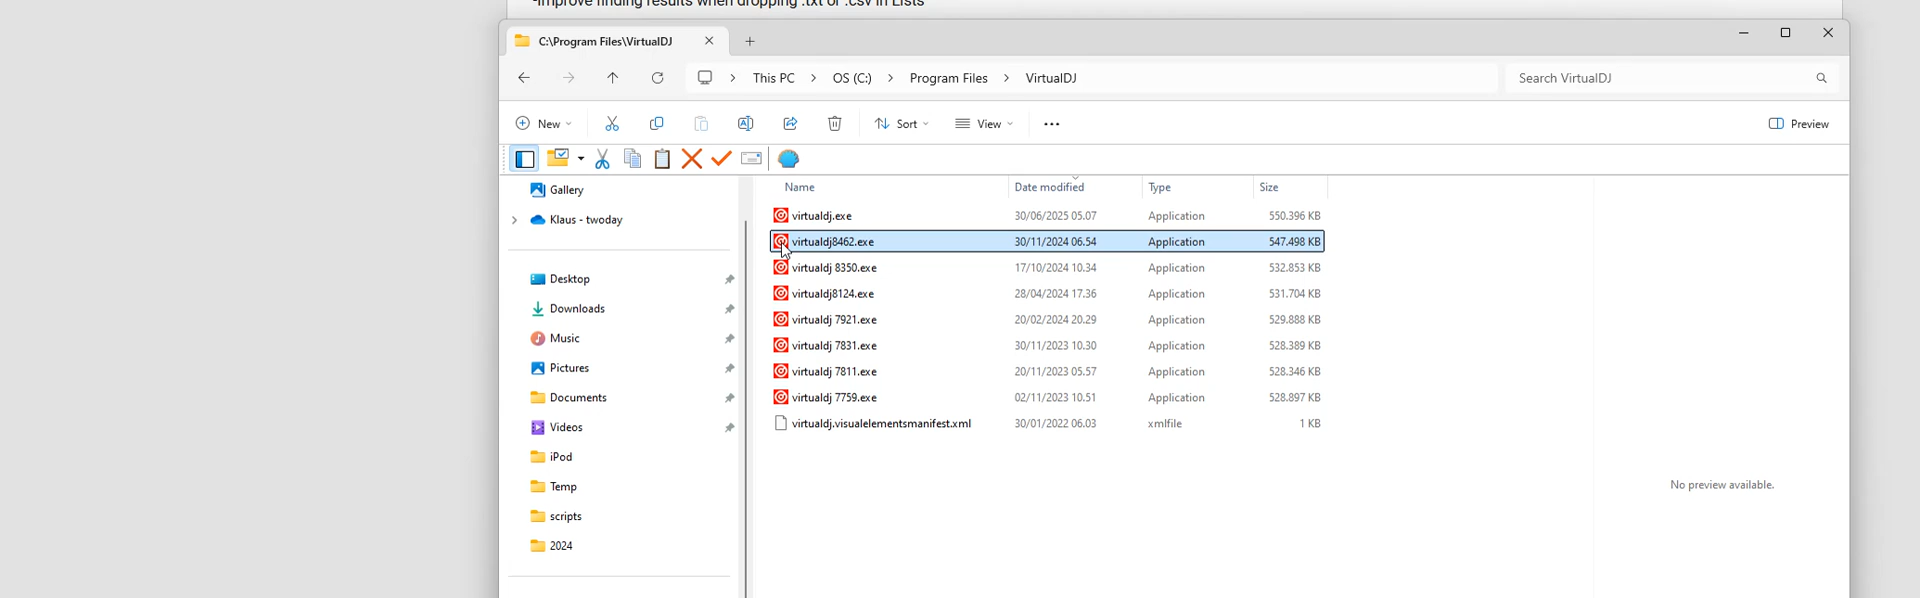 -Improve finding results when dropping .txt or .csv in Lists
C:\Program Files\VirtualDJ
This PC > OS (C:) > Program Files > VirtualDJ
Search VirtualDJ
New
Sort
View
Preview
Gallery
Klaus - twoday
Desktop
Downloads
Music
Pictures
Documents
Videos
iPod
Temp
scripts
2024
Name Date modified Type Size
virtualdj.exe 30/06/2025 05.07 Application 550.396 KB
virtualdj8462.exe 30/11/2024 06.54 Application 547.498 KB
virtualdj 8350.exe 17/10/2024 10.34 Application 532.853 KB
virtualdj8124.exe 28/04/2024 17.36 Application 531.704 KB
virtualdj 7921.exe 20/02/2024 20.29 Application 529.888 KB
virtualdj 7831.exe 30/11/2023 10.30 Application 528.389 KB
virtualdj 7811.exe 20/11/2023 05.57 Application 528.346 KB
virtualdj 7759.exe 02/11/2023 10.51 Application 528.897 KB
virtualdj.visualelementsmanifest.xml 30/01/2022 06.03 xmlfile 1 KB
No preview available.